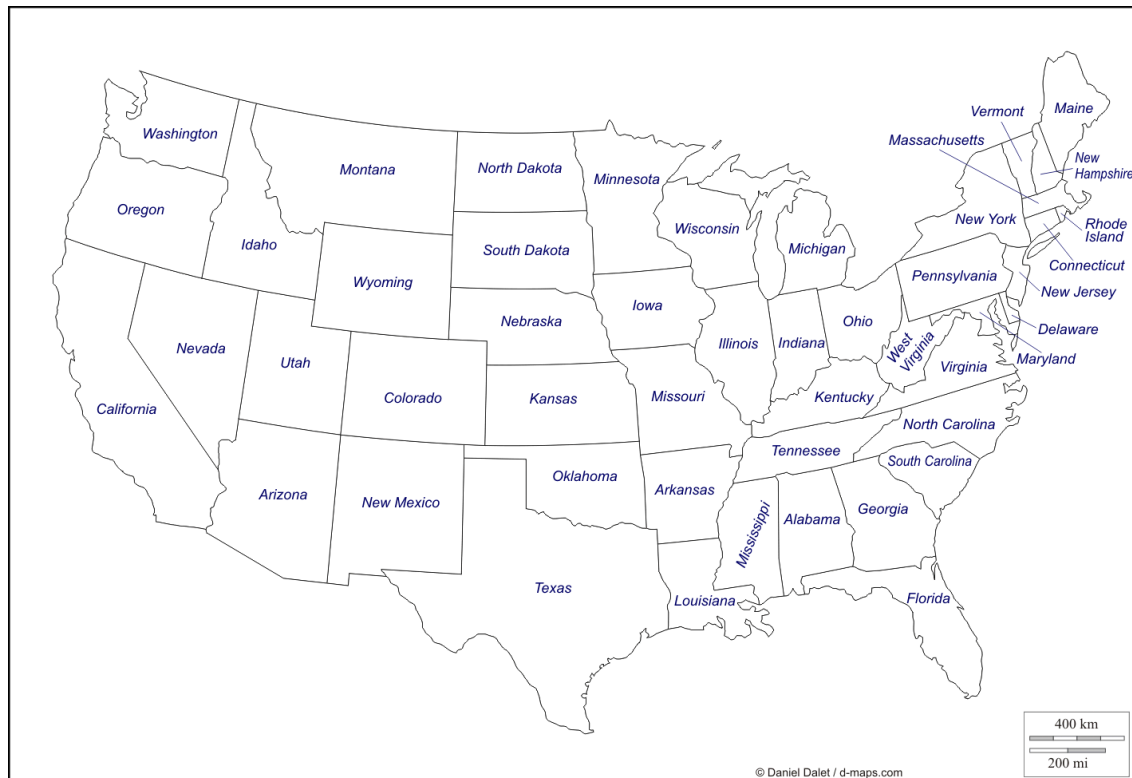 Maine
Vermont
Washington
Massachusetts
New
Hampshire
Montana
North Dakota
Minnesota
Oregon
New York
Rhode
Island
Wisconsin
Idaho
South Dakota
Michigan
Connecticut
Pennsylvania
Wyoming
New Jersey
Iowa
Nebraska
Ohio
Delaware
Nevada
Illinois
Indiana
West
Virginia
Maryland
Utah
Virginia
California
Colorado
Kansas
Missouri
Kentucky
North Carolina
Tennessee
South Carolina
Oklahoma
Arkansas
Arizona
New Mexico
Georgia
Mississippi
Alabama
Texas
Louisiana
Florida
400 km
200 mi
© Daniel Dalet / d-maps.com